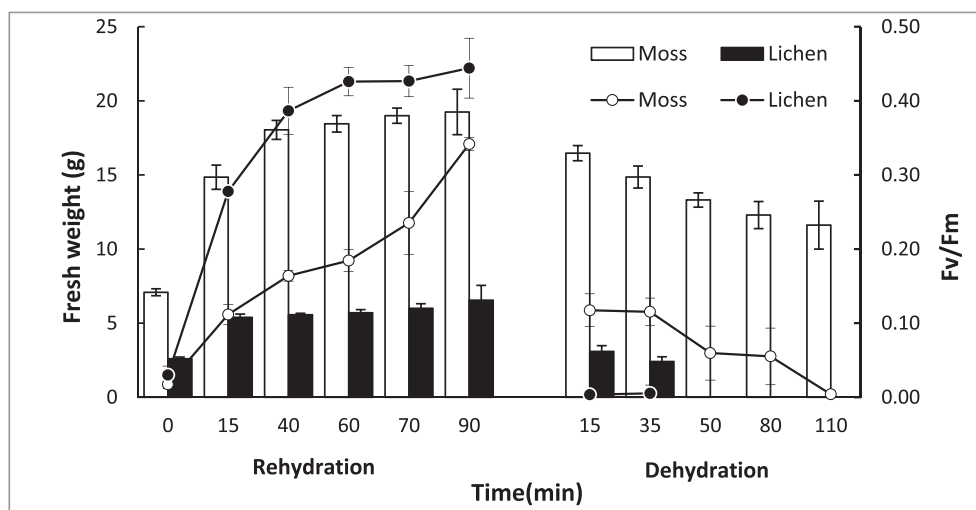 25
20
15
10
5
0
Fresh weight (g)
Moss
Lichen
Moss
Lichen
0.50
0.40
0.30
0.20
0.10
0.00
Fv/Fm
0 15 40 60 70 90 15 35 50 80 110
Rehydration Dehydration
Time(min)